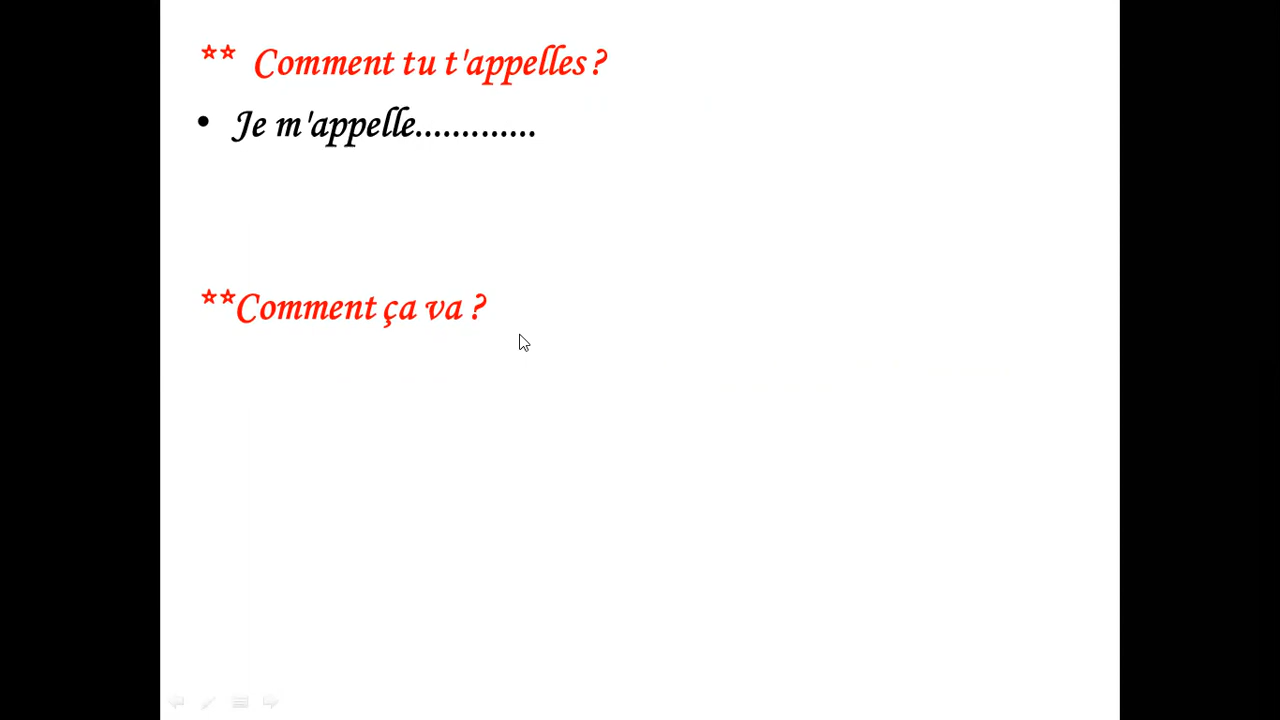 ** Comment tu t'appelles ?
• Je m'appelle.............
**Comment ça va ?